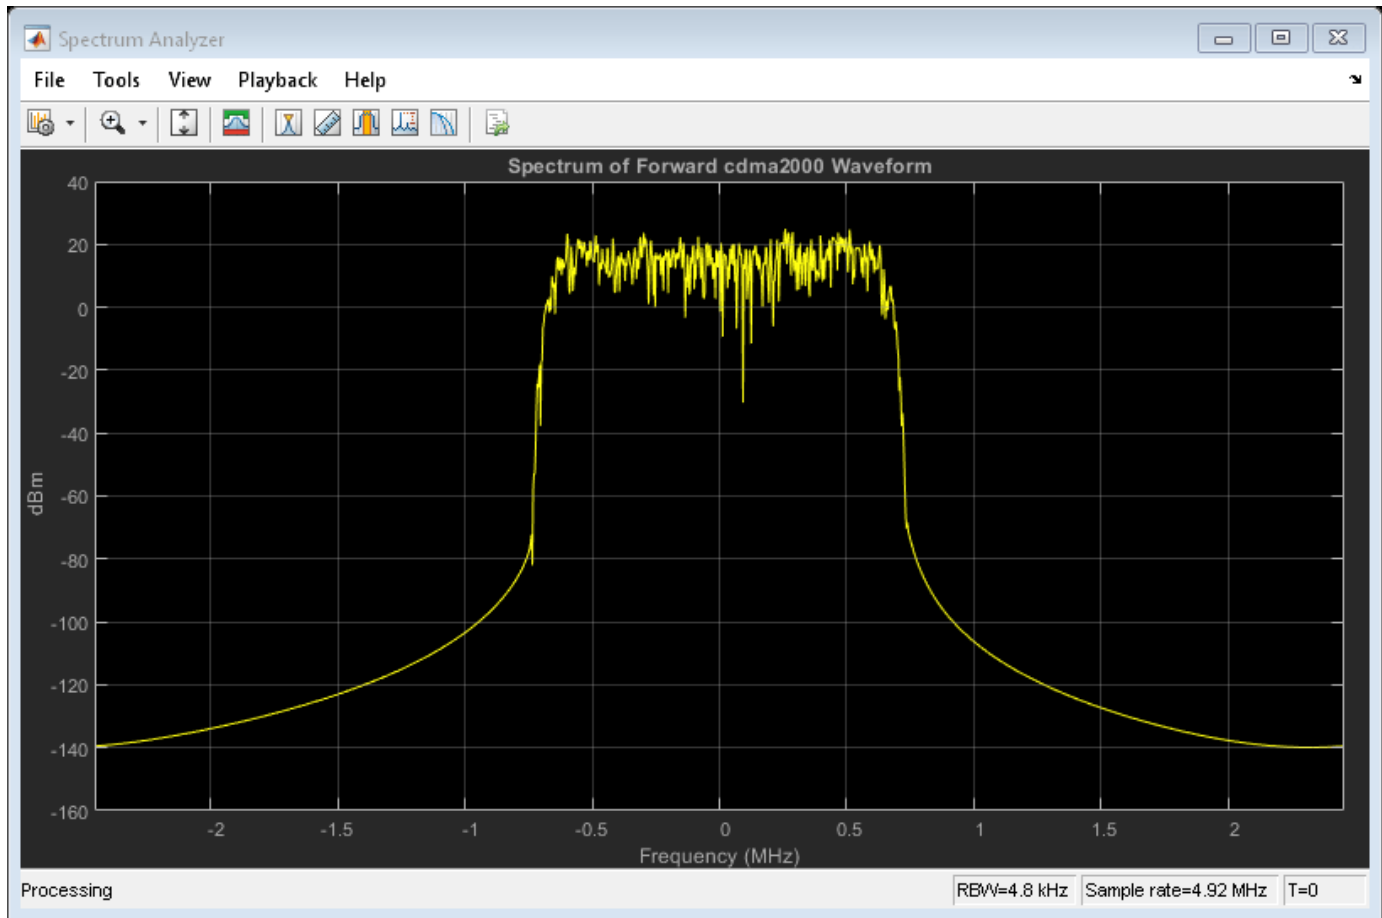 Spectrum Analyzer
File Tools View Playback Help
Spectrum of Forward cdma2000 Waveform
40
20
0
-20
-40
-60
-80
-100
-120
-140
-160
dBm
-2 -1.5 -1 -0.5 0 0.5 1 1.5 2
Frequency (MHz)
Processing RBW=4.8 kHz Sample rate=4.92 MHz T=0